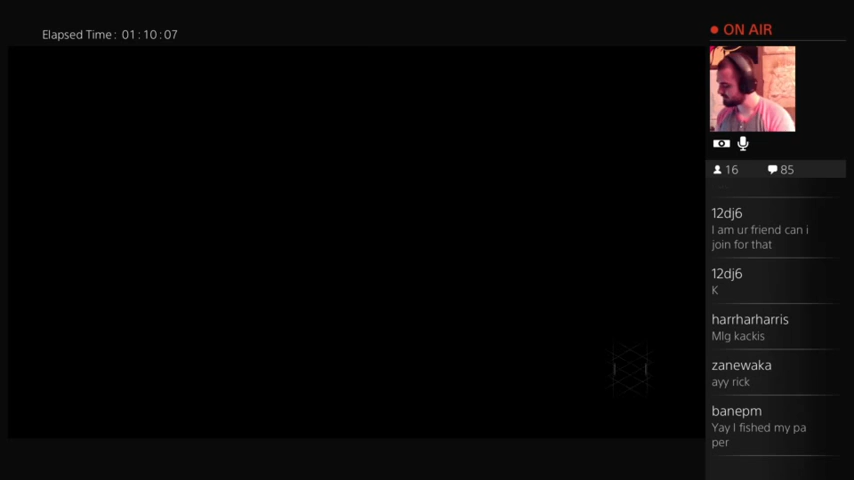 Elapsed Time: 01:10:07
ON AIR
16 85
12dj6
I am ur friend can i
join for that
12dj6
K
harrharharris
Mlg kackis
zanewaka
ayy rick
banepm
Yay I fished my pa
per